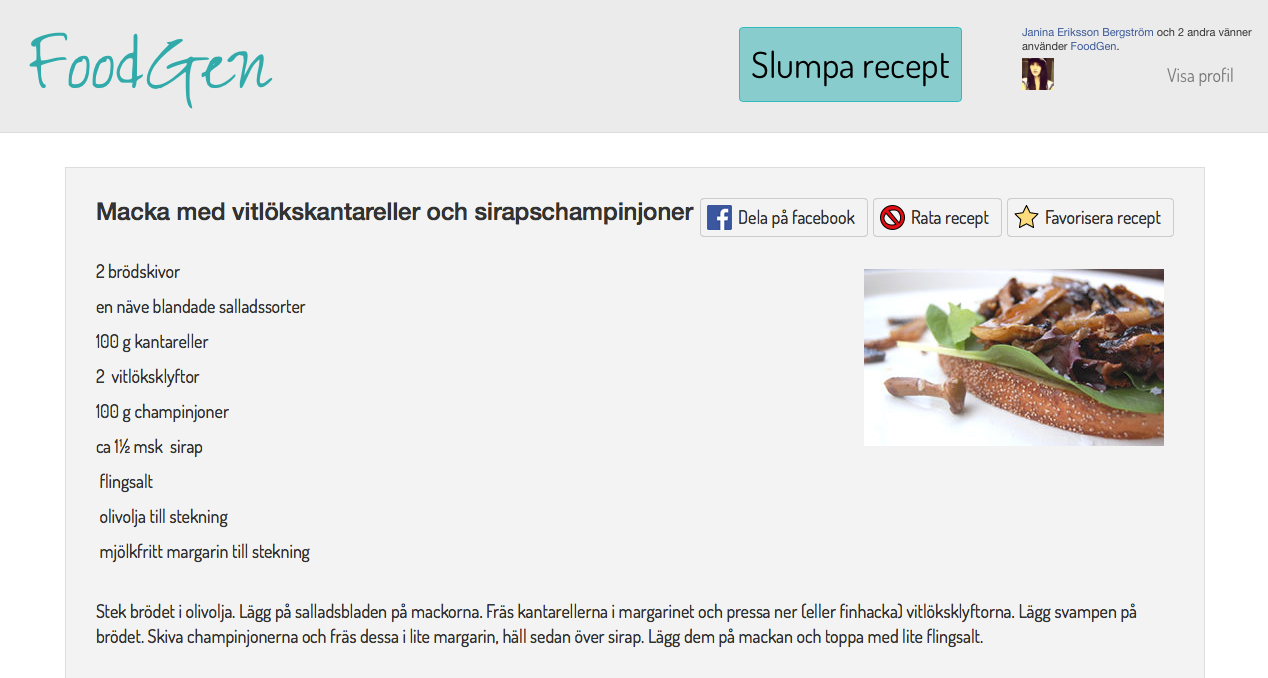 FoodGen
Slumpa recept
Janina Eriksson Bergström och 2 andra vänner
använder FoodGen.
Visa profil
Macka med vitlökskantareller och sirapschampinjoner
Dela på facebook
Rata recept
Favorisera recept
2 brödskivor
en näve blandade salladssorter
100 g kantareller
2 vitlöksklyftor
100 g champinjoner
ca 1½ msk sirap
flingsalt
olivolja till stekning
mjölkfritt margarin till stekning
Stek brödet i olivolja. Lägg på salladsbladen på mackorna. Fräs kantarellerna i margarinet och pressa ner (eller finhacka) vitlöksklyftorna. Lägg svampen på
brödet. Skiva champinjonerna och fräs dessa i lite margarin, häll sedan över sirap. Lägg dem på mackan och toppa med lite flingsalt.